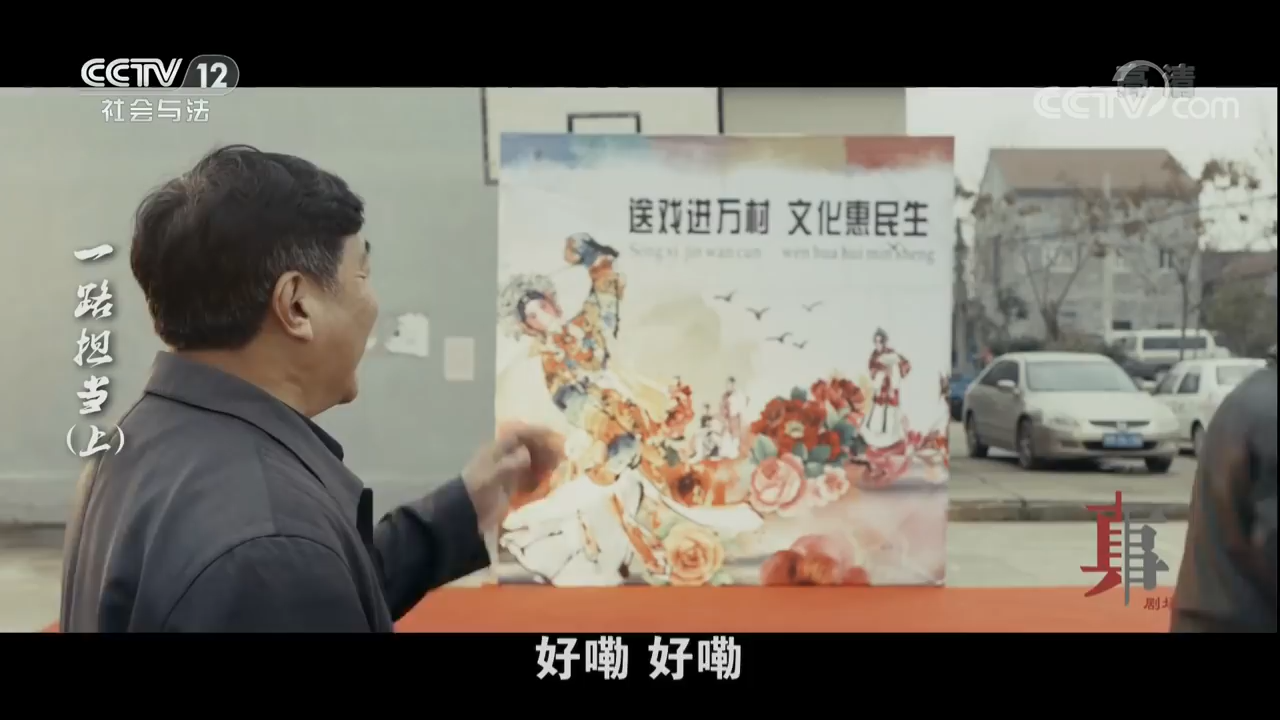 CCTV 12
社会与法
高清
CCTV.com
送戏进万村 文化惠民生
Song xi jin wan cun wen hua hui min sheng
一路担当(上)
剧场
好嘞 好嘞